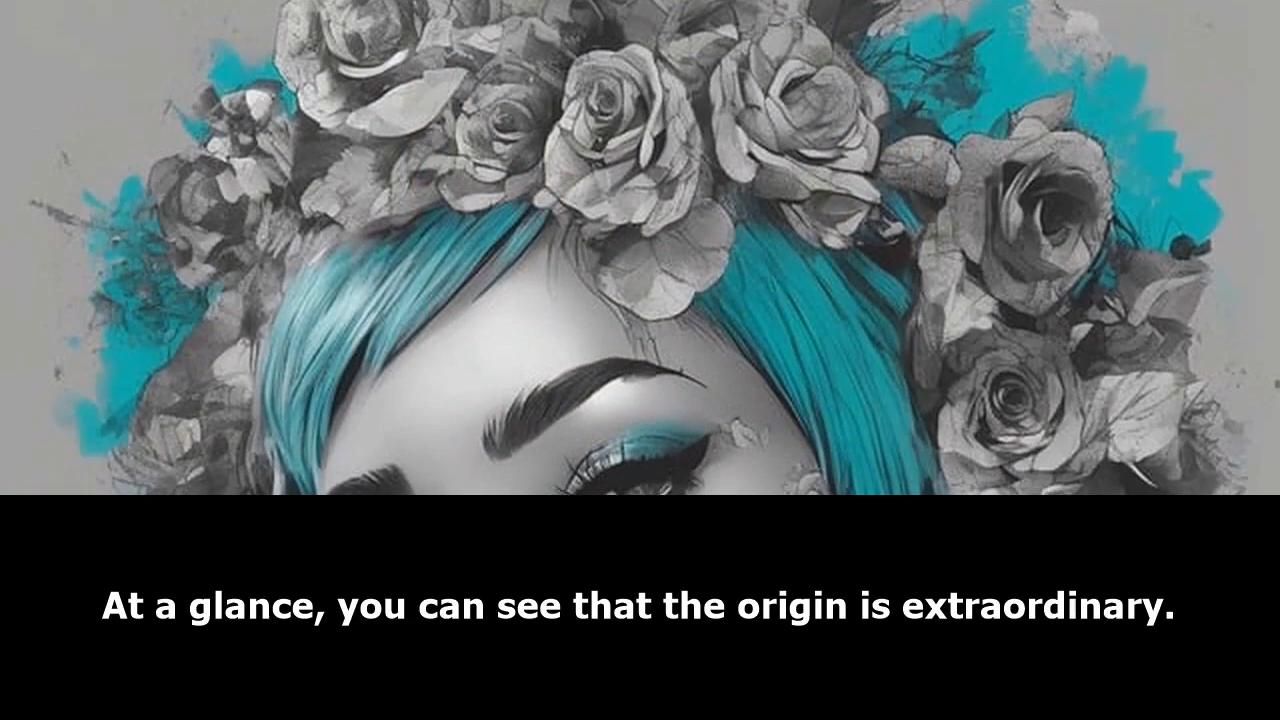 At a glance, you can see that the origin is extraordinary.